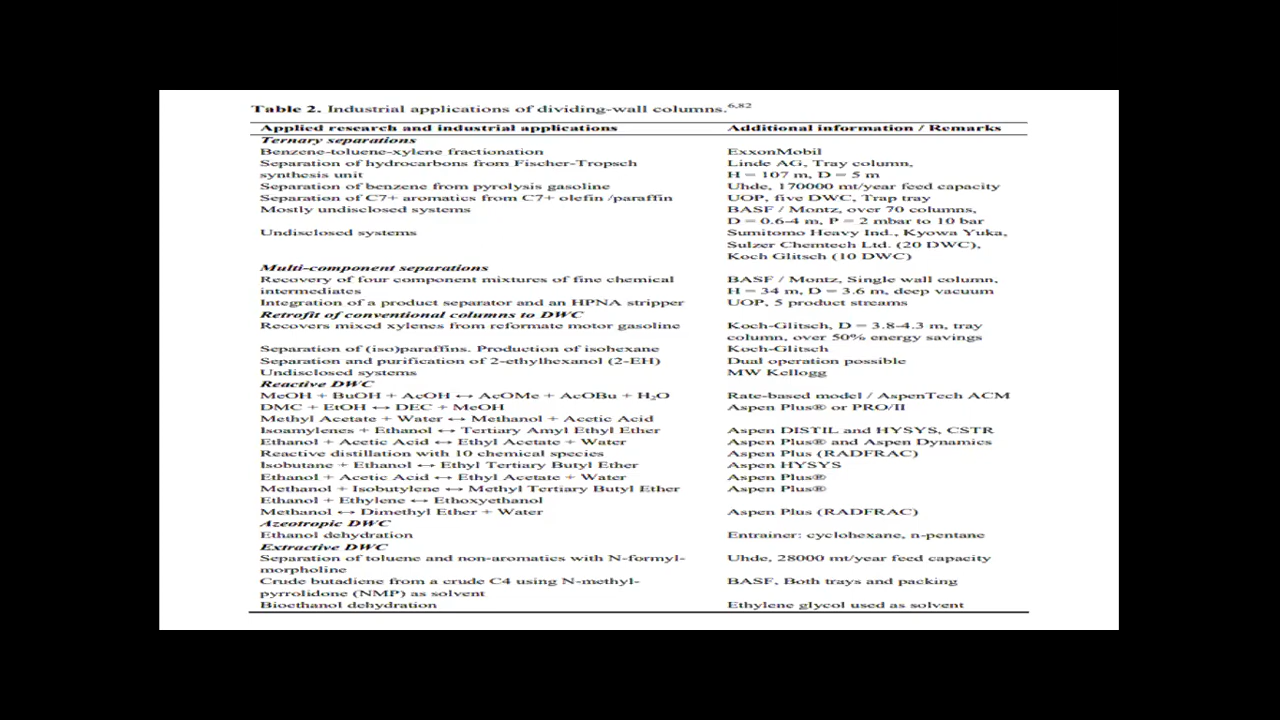 Table 2. Industrial applications of dividing-wall columns.6,82
Applied research and industrial applications Additional information / Remarks
Ternary separations
Benzene-toluene-xylene fractionation ExxonMobil
Separation of hydrocarbons from Fischer-Tropsch Linde AG, Tray column,
synthesis unit H = 107 m, D = 5 m
Separation of benzene from pyrolysis gasoline Uhde, 170000 mt/year feed capacity
Separation of C7+ aromatics from C7+ olefin /paraffin UOP, five DWC, Trap tray
Mostly undisclosed systems BASF / Montz, over 70 columns,
D = 0.6-4 m, P = 2 mbar to 10 bar
Undisclosed systems Sumitomo Heavy Ind., Kyowa Yuka,
Sulzer Chemtech Ltd. (20 DWC),
Koch Glitsch (10 DWC)
Multi-component separations
Recovery of four component mixtures of fine chemical BASF / Montz, Single wall column,
intermediates H = 34 m, D = 3.6 m, deep vacuum
Integration of a product separator and an HPNA stripper UOP, 5 product streams
Retrofit of conventional columns to DWC
Recovers mixed xylenes from reformate motor gasoline Koch-Glitsch, D = 3.8-4.3 m, tray
column, over 50% energy savings
Separation of (iso)paraffins. Production of isohexane Koch-Glitsch
Separation and purification of 2-ethylhexanol (2-EH) Dual operation possible
Undisclosed systems MW Kellogg
Reactive DWC
MeOH + BuOH + AcOH ↔ AcOMe + AcOBu + H₂O Rate-based model / AspenTech ACM
DMC + EtOH ↔ DEC + MeOH Aspen Plus® or PRO/II
Methyl Acetate + Water ↔ Methanol + Acetic Acid
Isoamylenes + Ethanol ↔ Tertiary Amyl Ethyl Ether Aspen DISTIL and HYSYS, CSTR
Ethanol + Acetic Acid ↔ Ethyl Acetate + Water Aspen Plus® and Aspen Dynamics
Reactive distillation with 10 chemical species Aspen Plus (RADFRAC)
Isobutane + Ethanol ↔ Ethyl Tertiary Butyl Ether Aspen HYSYS
Ethanol + Acetic Acid ↔ Ethyl Acetate + Water Aspen Plus®
Methanol + Isobutylene ↔ Methyl Tertiary Butyl Ether Aspen Plus®
Ethanol + Ethylene ↔ Ethoxyethanol
Methanol ↔ Dimethyl Ether + Water Aspen Plus (RADFRAC)
Azeotropic DWC
Ethanol dehydration Entrainer: cyclohexane, n-pentane
Extractive DWC
Separation of toluene and non-aromatics with N-formyl- Uhde, 28000 mt/year feed capacity
morpholine
Crude butadiene from a crude C4 using N-methyl- BASF, Both trays and packing
pyrrolidone (NMP) as solvent
Bioethanol dehydration Ethylene glycol used as solvent